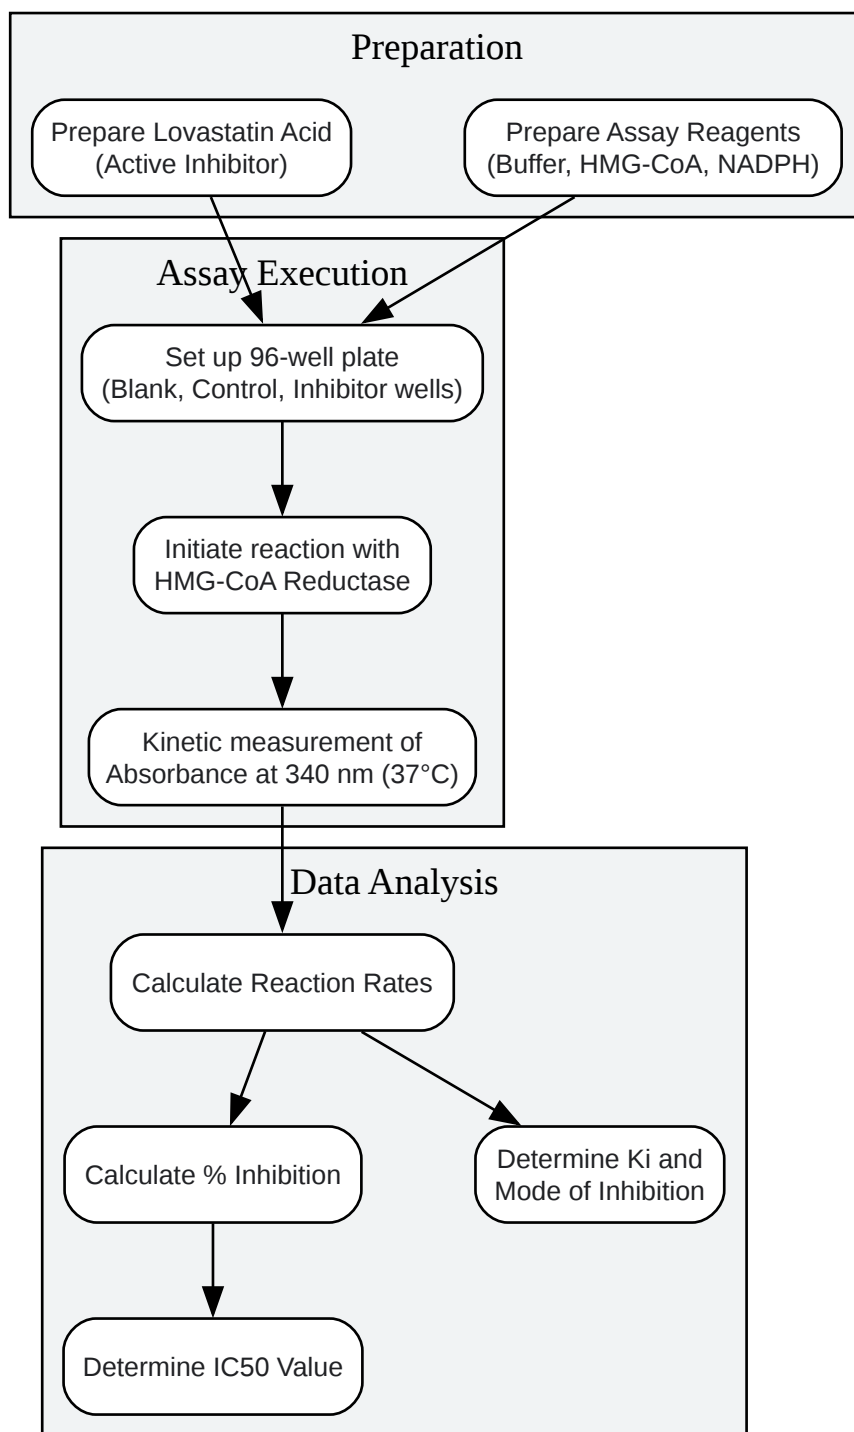 Preparation
Prepare Lovastatin Acid
(Active Inhibitor)
Prepare Assay Reagents
(Buffer, HMG-CoA, NADPH)
Assay Execution
Set up 96-well plate
(Blank, Control, Inhibitor wells)
Initiate reaction with
HMG-CoA Reductase
Kinetic measurement of
Absorbance at 340 nm (37°C)
Data Analysis
Calculate Reaction Rates
Calculate % Inhibition
Determine Ki and
Mode of Inhibition
Determine IC50 Value